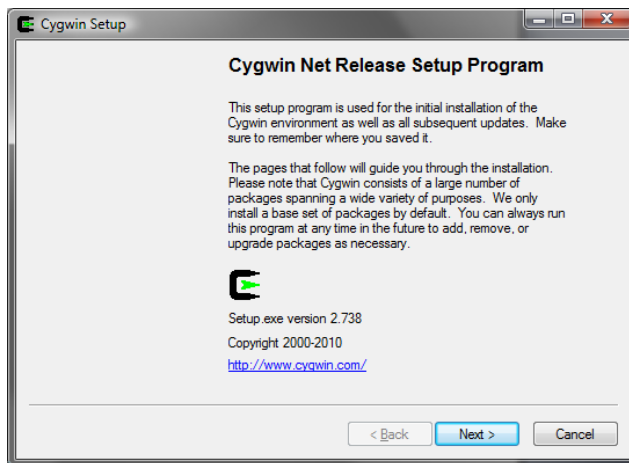 Cygwin Setup
Cygwin Net Release Setup Program
This setup program is used for the initial installation of the
Cygwin environment as well as all subsequent updates.  Make
sure to remember where you saved it.
The pages that follow will guide you through the installation.
Please note that Cygwin consists of a large number of
packages spanning a wide variety of purposes.  We only
install a base set of packages by default.  You can always run
this program at any time in the future to add, remove, or
upgrade packages as necessary.
Setup.exe version 2.738
Copyright 2000-2010
http://www.cygwin.com/
< Back Next > Cancel